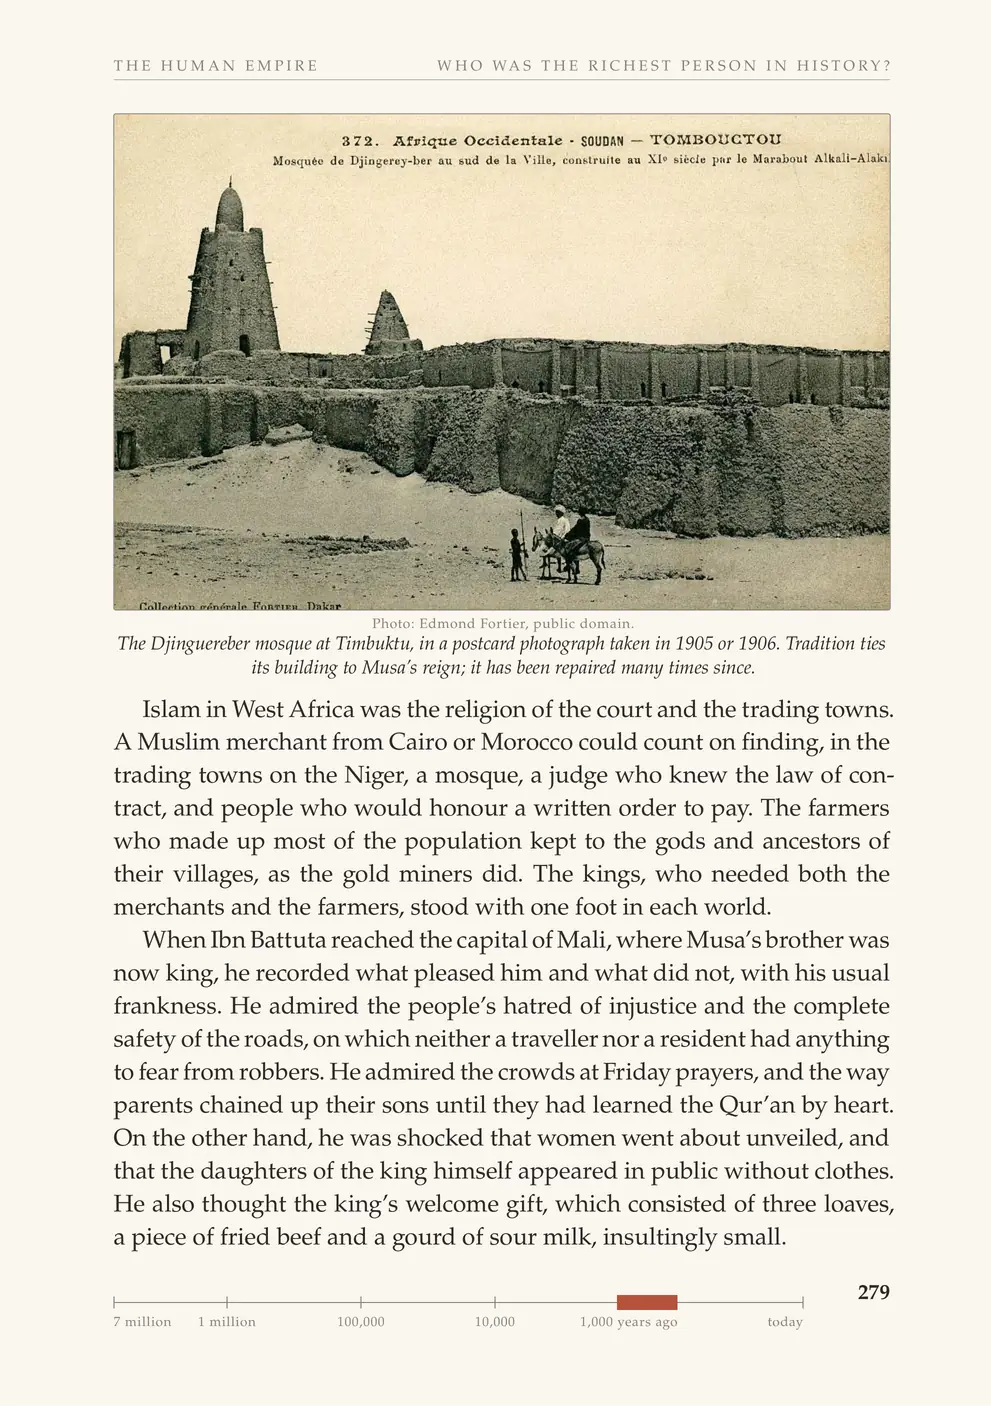 THE HUMAN EMPIRE
WHO WAS THE RICHEST PERSON IN HISTORY?
372. Afrique Occidentale - SOUDAN — TOMBOUCTOU
Mosquée de Djingerey-ber au sud de la Ville, construite au XIe siècle par le Marabout Alkali-Alakı
Collection générale FORTIER, Dakar
Photo: Edmond Fortier, public domain.
The Djinguereber mosque at Timbuktu, in a postcard photograph taken in 1905 or 1906. Tradition ties
its building to Musa’s reign; it has been repaired many times since.
Islam in West Africa was the religion of the court and the trading towns.
A Muslim merchant from Cairo or Morocco could count on finding, in the
trading towns on the Niger, a mosque, a judge who knew the law of con-
tract, and people who would honour a written order to pay. The farmers
who made up most of the population kept to the gods and ancestors of
their villages, as the gold miners did. The kings, who needed both the
merchants and the farmers, stood with one foot in each world.
When Ibn Battuta reached the capital of Mali, where Musa’s brother was
now king, he recorded what pleased him and what did not, with his usual
frankness. He admired the people’s hatred of injustice and the complete
safety of the roads, on which neither a traveller nor a resident had anything
to fear from robbers. He admired the crowds at Friday prayers, and the way
parents chained up their sons until they had learned the Qur’an by heart.
On the other hand, he was shocked that women went about unveiled, and
that the daughters of the king himself appeared in public without clothes.
He also thought the king’s welcome gift, which consisted of three loaves,
a piece of fried beef and a gourd of sour milk, insultingly small.
279
7 million 1 million 100,000 10,000 1,000 years ago today